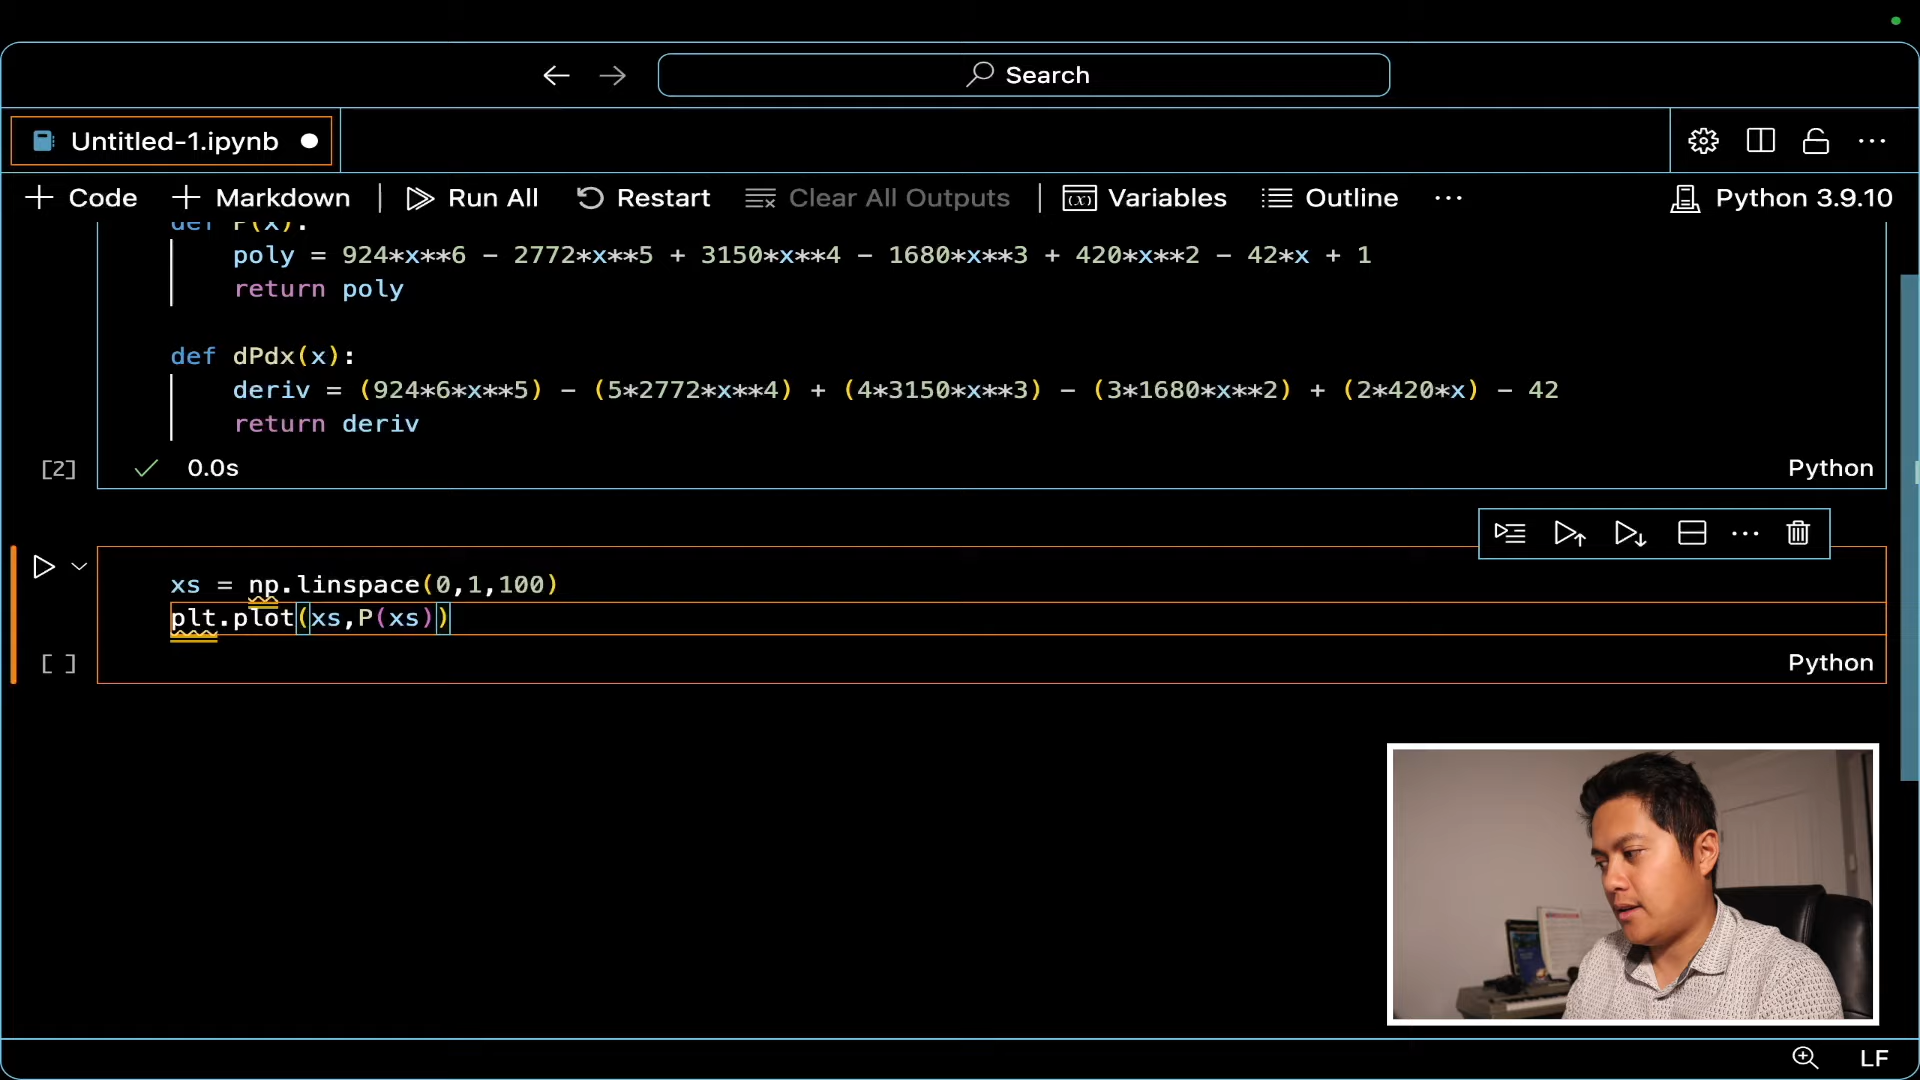 Search
Untitled-1.ipynb
Code Markdown Run All Restart Clear All Outputs Variables Outline ... Python 3.9.10
def P(x):
poly = 924*x**6 - 2772*x**5 + 3150*x**4 - 1680*x**3 + 420*x**2 - 42*x + 1
return poly
def dPdx(x):
deriv = (924*6*x**5) - (5*2772*x**4) + (4*3150*x**3) - (3*1680*x**2) + (2*420*x) - 42
return deriv
[2] 0.0s Python
xs = np.linspace(0,1,100)
plt.plot(xs,P(xs))
[ ] Python
LF